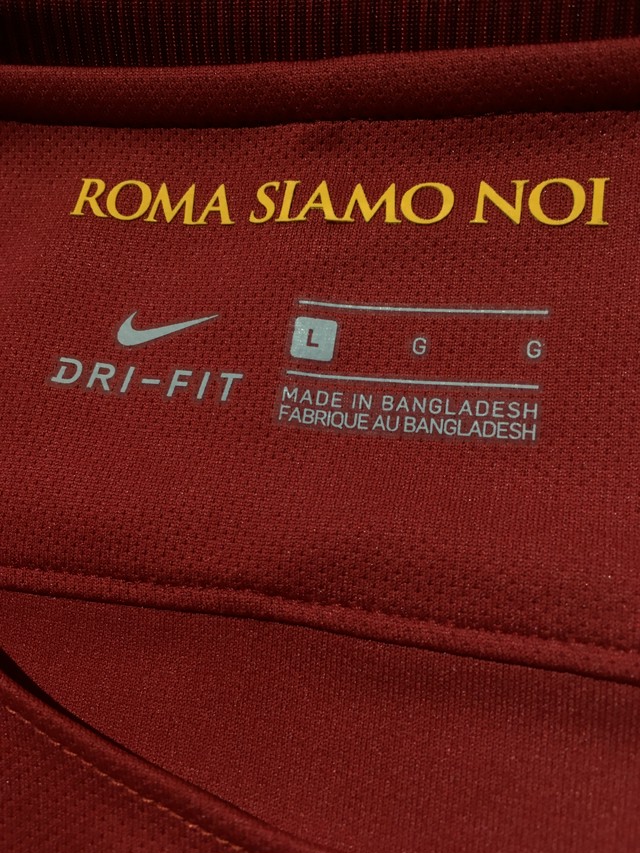 ROMA SIAMO NOI
DRI-FIT
L G G
MADE IN BANGLADESH
FABRIQUE AU BANGLADESH